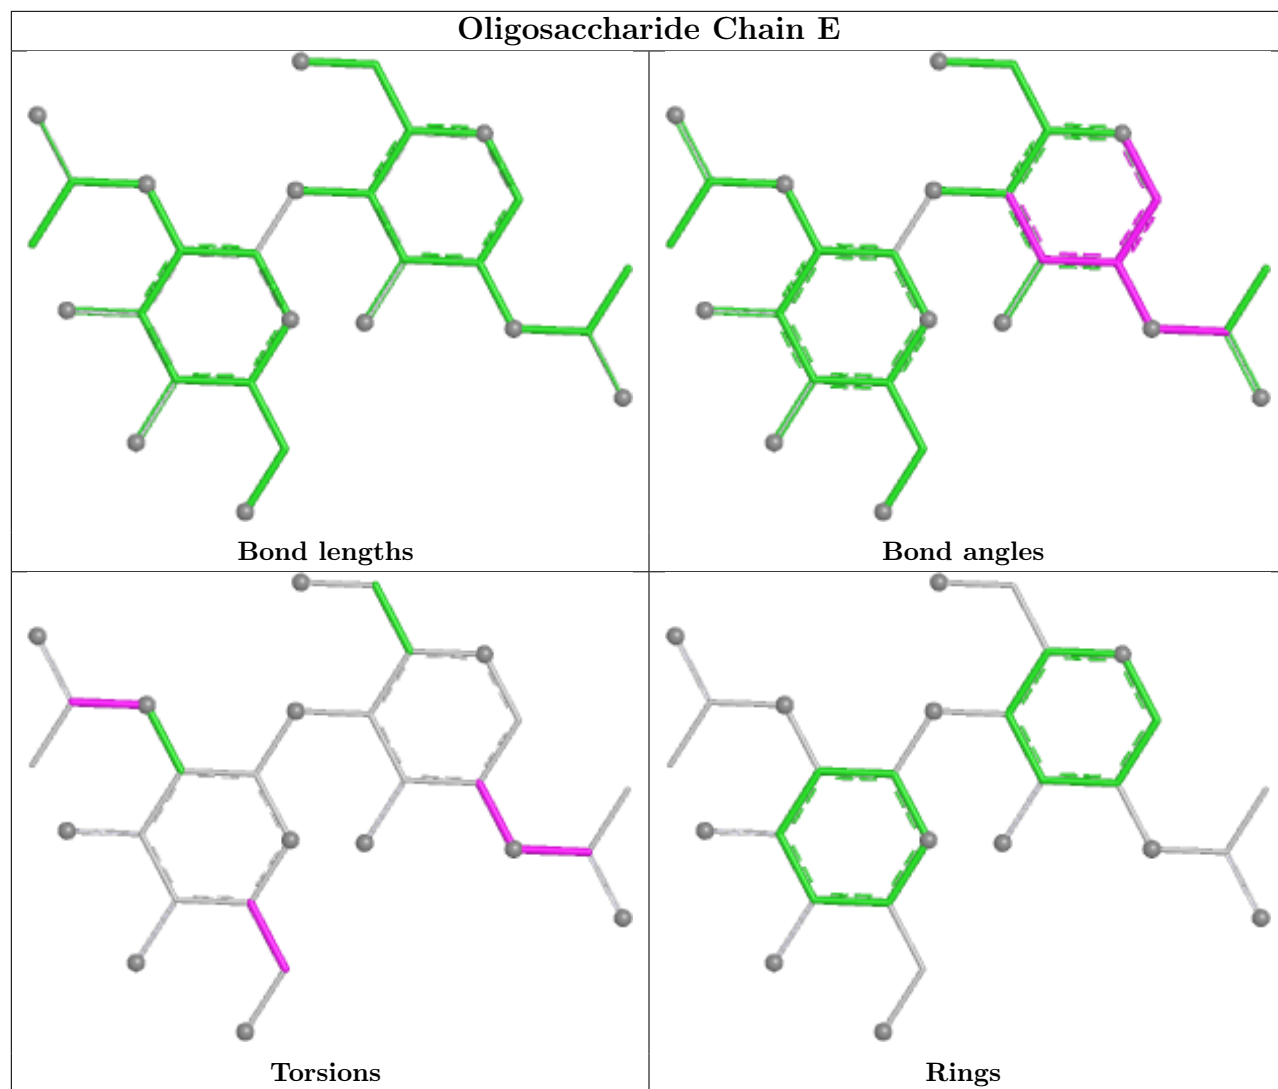 Oligosaccharide Chain E
Bond lengths
Bond angles
Torsions
Rings